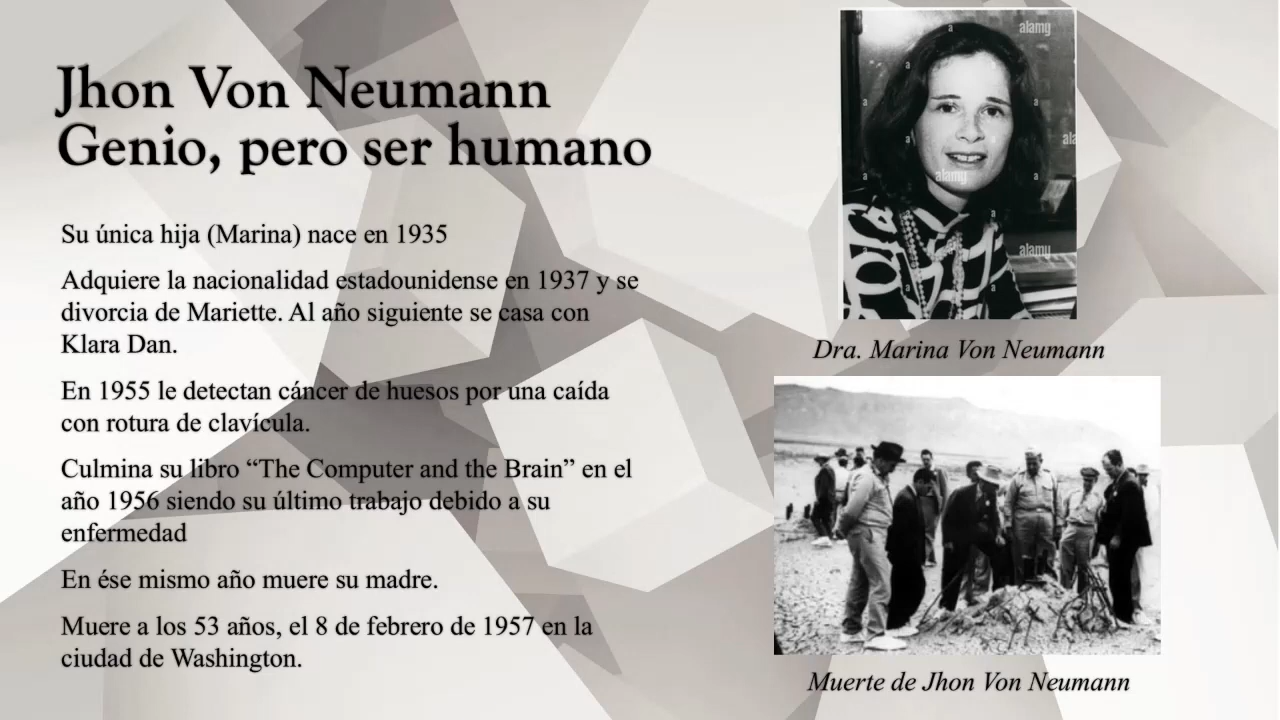 Jhon Von Neumann
Genio, pero ser humano
Su única hija (Marina) nace en 1935
Adquiere la nacionalidad estadounidense en 1937 y se
divorcia de Mariette. Al año siguiente se casa con
Klara Dan.
En 1955 le detectan cáncer de huesos por una caída
con rotura de clavícula.
Culmina su libro “The Computer and the Brain” en el
año 1956 siendo su último trabajo debido a su
enfermedad
En ése mismo año muere su madre.
Muere a los 53 años, el 8 de febrero de 1957 en la
ciudad de Washington.
alamy
a
a
a
a
a
al
alamy
a
a
a
alamy
a
a
Dra. Marina Von Neumann
Muerte de Jhon Von Neumann